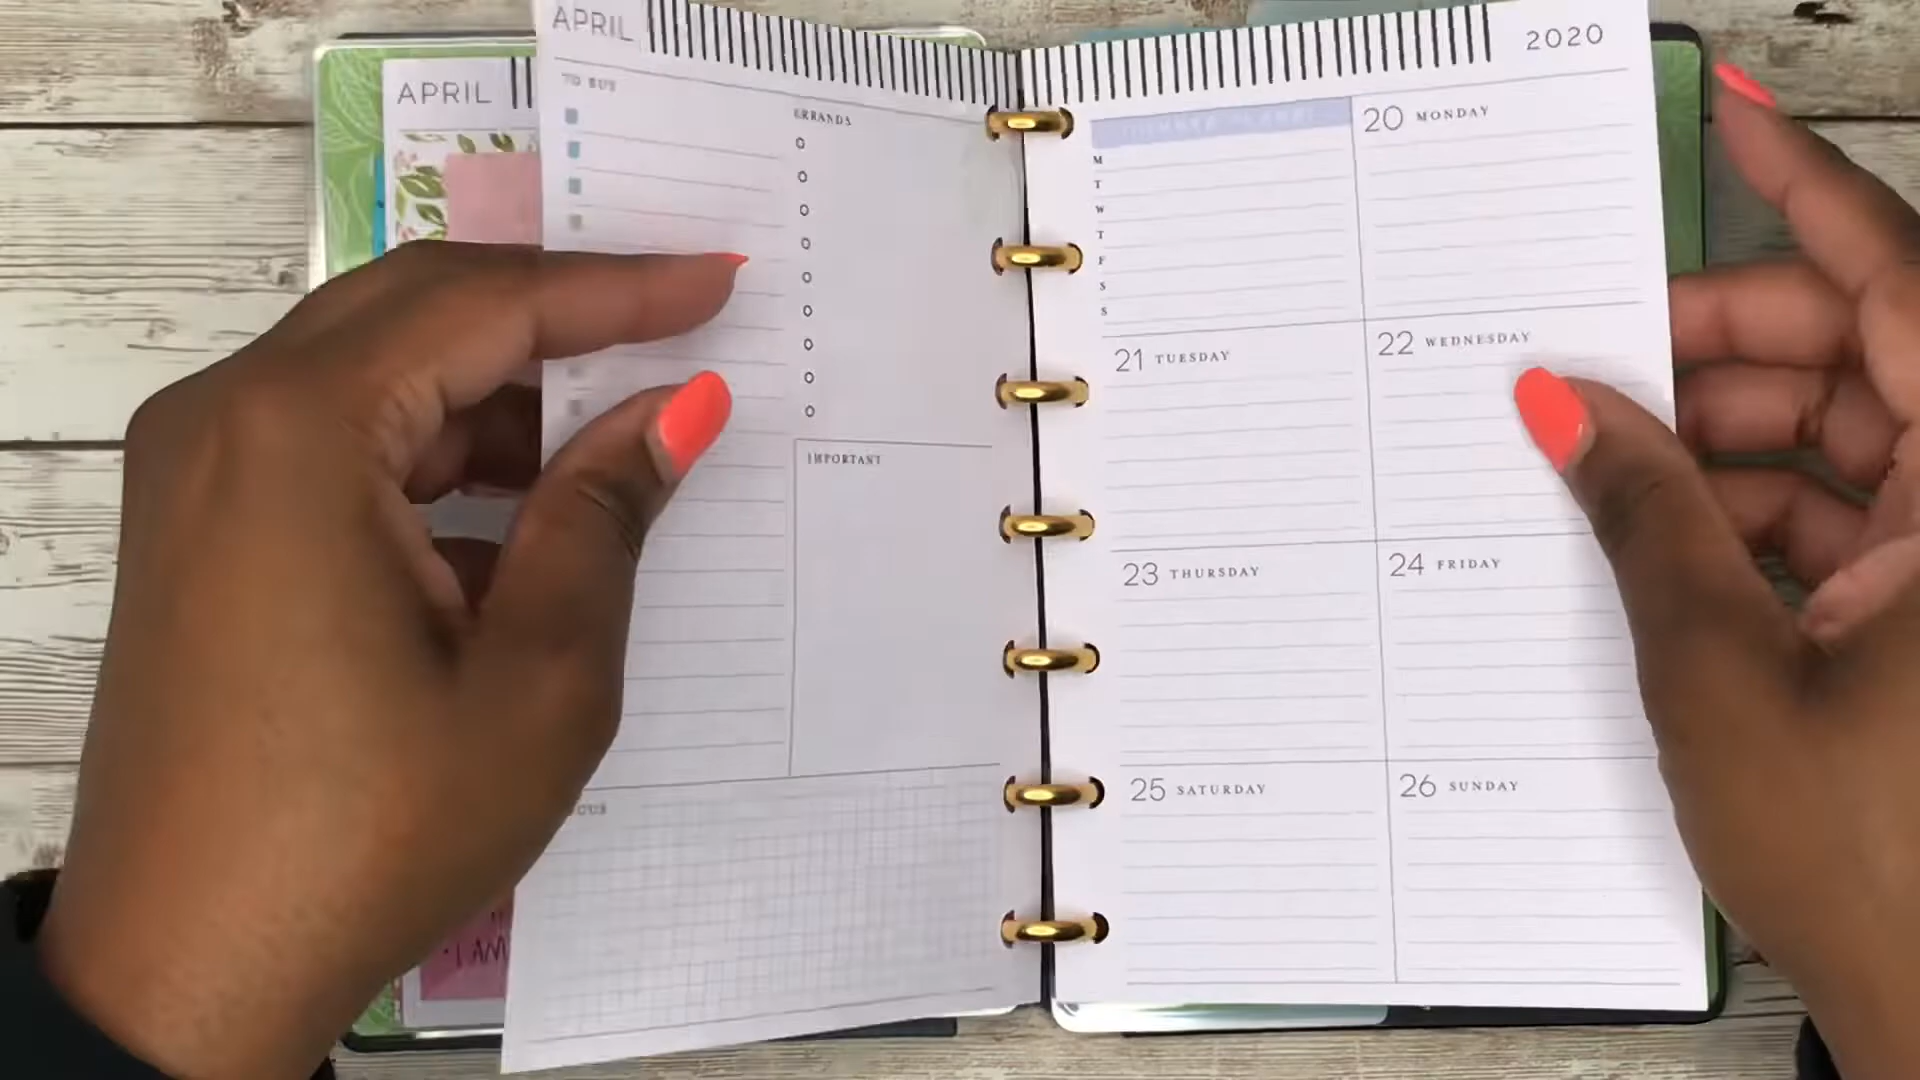 APRIL
APRIL
TO BUY
ERRANDS
IMPORTANT
I AM
2020
M
T
W
T
F
S
S
20 MONDAY
21 TUESDAY
22 WEDNESDAY
23 THURSDAY
24 FRIDAY
25 SATURDAY
26 SUNDAY